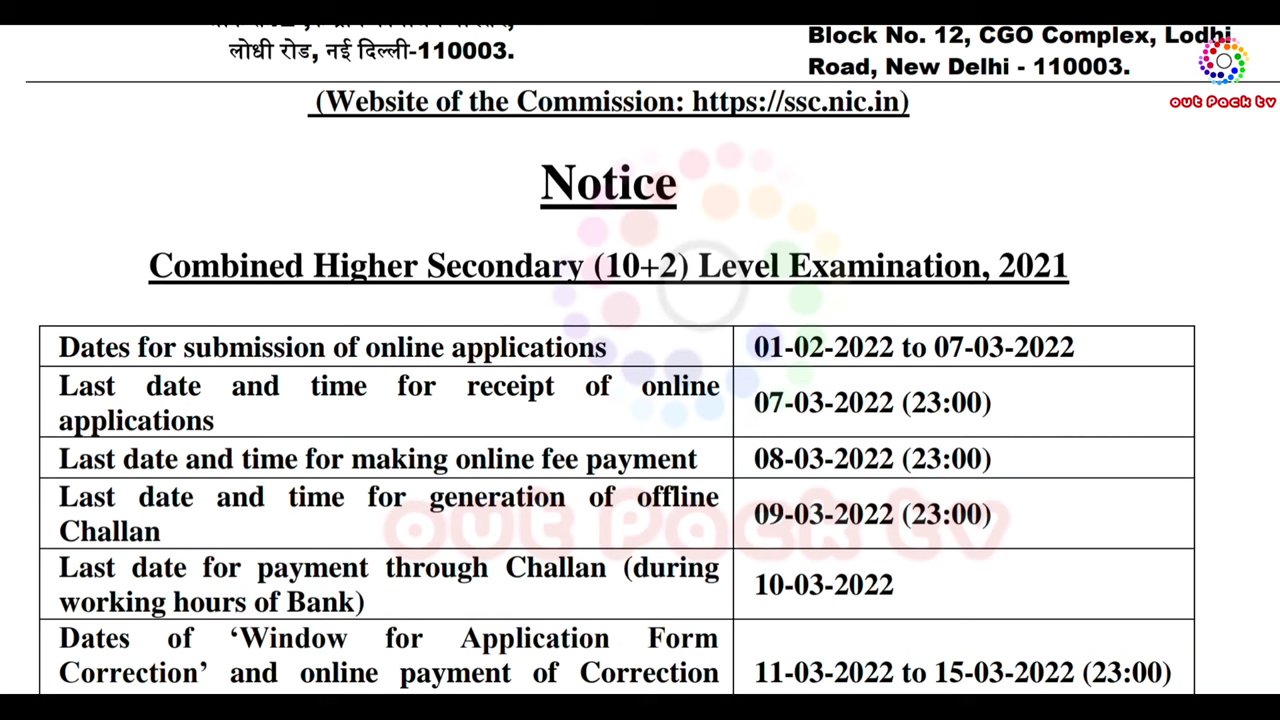 लोधी रोड, नई दिल्ली-110003.
Block No. 12, CGO Complex, Lodhi
Road, New Delhi - 110003.
out Pack tv
(Website of the Commission: https://ssc.nic.in)
Notice
Combined Higher Secondary (10+2) Level Examination, 2021
Dates for submission of online applications 01-02-2022 to 07-03-2022
Last date and time for receipt of online
applications
07-03-2022 (23:00)
Last date and time for making online fee payment 08-03-2022 (23:00)
Last date and time for generation of offline
Challan
09-03-2022 (23:00)
out Pack tv
Last date for payment through Challan (during
working hours of Bank)
10-03-2022
Dates of ‘Window for Application Form
Correction’ and online payment of Correction
11-03-2022 to 15-03-2022 (23:00)